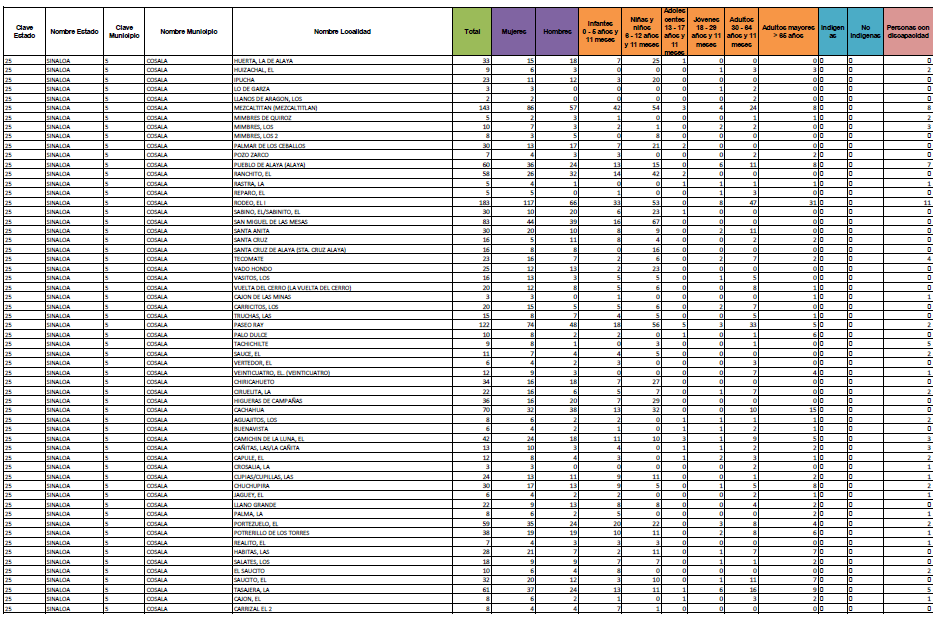 Clave Estado Nombre Estado Clave Municipio Nombre Municipio Nombre Localidad Total Mujeres Hombres Infantes 0 - 5 años y 11 meses Niñas y niños 6 - 12 años y 11 meses Adolescentes 13 - 17 años y 11 meses Jóvenes 18 - 29 años y 11 meses Adultos 30 - 64 años y 11 meses Adultos mayores > 65 años Indígenas No Indígenas Personas con discapacidad
25 SINALOA 5 COSALA HUERTA, LA DE ALAYA 33 15 18 7 25 1 0 0 0 0 0 0
25 SINALOA 5 COSALA HUIZACHAL, EL 9 6 3 0 0 0 1 3 3 0 0 2
25 SINALOA 5 COSALA IPUCHA 23 11 12 3 20 0 0 0 0 0 0 0
25 SINALOA 5 COSALA LO DE GARZA 3 3 0 0 0 0 1 2 0 0 0 0
25 SINALOA 5 COSALA LLANOS DE ARAGON, LOS 2 2 0 0 0 0 0 2 0 0 0 0
25 SINALOA 5 COSALA MEZCALTITAN (MEZCALTITLAN) 143 86 57 42 54 3 4 24 8 0 0 8
25 SINALOA 5 COSALA MIMBRES DE QUIROZ 5 2 3 1 0 0 0 1 1 0 0 2
25 SINALOA 5 COSALA MIMBRES, LOS 10 7 3 2 1 0 2 2 0 0 0 3
25 SINALOA 5 COSALA MIMBRES, LOS 2 8 3 5 0 8 0 0 0 0 0 0 0
25 SINALOA 5 COSALA PALMAR DE LOS CEBALLOS 30 13 17 7 21 2 0 0 0 0 0 0
25 SINALOA 5 COSALA POZO ZARCO 7 4 3 3 0 0 0 2 2 0 0 0
25 SINALOA 5 COSALA PUEBLO DE ALAYA (ALAYA) 60 36 24 13 15 0 6 11 8 0 0 7
25 SINALOA 5 COSALA RANCHITO, EL 58 26 32 14 42 2 0 0 0 0 0 0
25 SINALOA 5 COSALA RASTRA, LA 5 4 1 0 0 1 1 1 1 0 0 1
25 SINALOA 5 COSALA REPARO, EL 5 5 0 1 0 0 1 3 0 0 0 0
25 SINALOA 5 COSALA RODEO, EL I 183 117 66 33 53 0 8 47 31 0 0 11
25 SINALOA 5 COSALA SABINO, EL/SABINITO, EL 30 10 20 6 23 1 0 0 0 0 0 0
25 SINALOA 5 COSALA SAN MIGUEL DE LAS MESAS 83 44 39 16 67 0 0 0 0 0 0 0
25 SINALOA 5 COSALA SANTA ANITA 30 20 10 8 9 0 2 11 0 0 0 0
25 SINALOA 5 COSALA SANTA CRUZ 16 5 11 8 4 0 0 2 2 0 0 0
25 SINALOA 5 COSALA SANTA CRUZ DE ALAYA (STA. CRUZ ALAYA) 16 8 8 0 16 0 0 0 0 0 0 0
25 SINALOA 5 COSALA TECOMATE 23 16 7 2 6 0 2 7 2 0 0 4
25 SINALOA 5 COSALA VADO HONDO 25 12 13 2 23 0 0 0 0 0 0 0
25 SINALOA 5 COSALA VASITOS, LOS 16 13 3 5 5 0 1 5 0 0 0 0
25 SINALOA 5 COSALA VUELTA DEL CERRO (LA VUELTA DEL CERRO) 20 12 8 5 6 0 0 8 1 0 0 0
25 SINALOA 5 COSALA CAJON DE LAS MINAS 3 3 0 1 0 0 0 1 1 0 0 1
25 SINALOA 5 COSALA CARRICITOS, LOS 20 15 5 5 6 0 2 7 0 0 0 0
25 SINALOA 5 COSALA TRUCHAS, LAS 15 8 7 4 5 0 0 5 1 0 0 0
25 SINALOA 5 COSALA PASEO RAY 122 74 48 18 56 5 3 33 5 0 0 2
25 SINALOA 5 COSALA PALO DULCE 10 8 2 2 0 1 0 1 6 0 0 0
25 SINALOA 5 COSALA TACHICHILTE 9 8 1 0 3 0 0 1 5 0 0 5
25 SINALOA 5 COSALA SAUCE, EL 11 7 4 4 5 0 0 2 0 0 0 2
25 SINALOA 5 COSALA VERTEDOR, EL 6 4 2 3 0 0 0 3 0 0 0 0
25 SINALOA 5 COSALA VEINTICUATRO, EL. (VEINTICUATRO) 12 9 3 0 0 0 0 7 4 0 0 1
25 SINALOA 5 COSALA CHIRICAHUETO 34 16 18 7 27 0 0 0 0 0 0 0
25 SINALOA 5 COSALA CIRUELITA, LA 22 16 6 5 7 0 1 7 0 0 0 2
25 SINALOA 5 COSALA HIGUERAS DE CAMPAÑAS 36 16 20 7 29 0 0 0 0 0 0 0
25 SINALOA 5 COSALA CACHAHUA 70 32 38 13 32 0 0 10 15 0 0 0
25 SINALOA 5 COSALA AGUAJITOS, LOS 8 6 2 2 0 1 1 1 1 0 0 2
25 SINALOA 5 COSALA BUENAVISTA 6 4 2 1 0 1 1 2 1 0 0 0
25 SINALOA 5 COSALA CAMICHIN DE LA LUNA, EL 42 24 18 11 10 3 1 9 5 0 0 3
25 SINALOA 5 COSALA CAÑITAS, LAS/LA CAÑITA 13 10 3 4 0 1 1 2 2 0 0 3
25 SINALOA 5 COSALA CAPULE, EL 12 8 4 3 0 1 2 3 1 0 0 2
25 SINALOA 5 COSALA CROSALIA, LA 3 3 0 0 0 0 0 2 0 0 0 1
25 SINALOA 5 COSALA CUPIAS/CUPILLAS, LAS 24 13 11 9 11 0 0 1 2 0 0 1
25 SINALOA 5 COSALA CHUCHUPIRA 30 17 13 9 5 0 1 5 8 0 0 2
25 SINALOA 5 COSALA JAGUEY, EL 6 4 2 2 0 0 0 2 1 0 0 1
25 SINALOA 5 COSALA LLANO GRANDE 22 9 13 8 8 0 0 4 2 0 0 0
25 SINALOA 5 COSALA PALMA, LA 8 6 2 5 0 0 0 0 2 0 0 1
25 SINALOA 5 COSALA PORTEZUELO, EL 59 35 24 20 22 0 3 8 4 0 0 2
25 SINALOA 5 COSALA POTRERILLO DE LOS TORRES 38 19 19 10 11 0 2 8 6 0 0 1
25 SINALOA 5 COSALA REALITO, EL 7 4 3 3 3 0 0 0 0 0 0 1
25 SINALOA 5 COSALA HABITAS, LAS 28 21 7 2 11 0 1 7 7 0 0 0
25 SINALOA 5 COSALA SALATES, LOS 18 9 9 7 7 0 1 1 2 0 0 0
25 SINALOA 5 COSALA EL SAUCITO 10 6 4 8 0 0 0 0 0 0 0 2
25 SINALOA 5 COSALA SAUCITO, EL 32 20 12 3 10 0 1 11 7 0 0 0
25 SINALOA 5 COSALA TASAJERA, LA 61 37 24 13 11 1 6 16 9 0 0 5
25 SINALOA 5 COSALA CAJON, EL 8 6 2 1 0 1 0 3 2 0 0 1
25 SINALOA 5 COSALA CARRIZAL EL 2 8 4 4 7 1 0 0 0 0 0 0 0